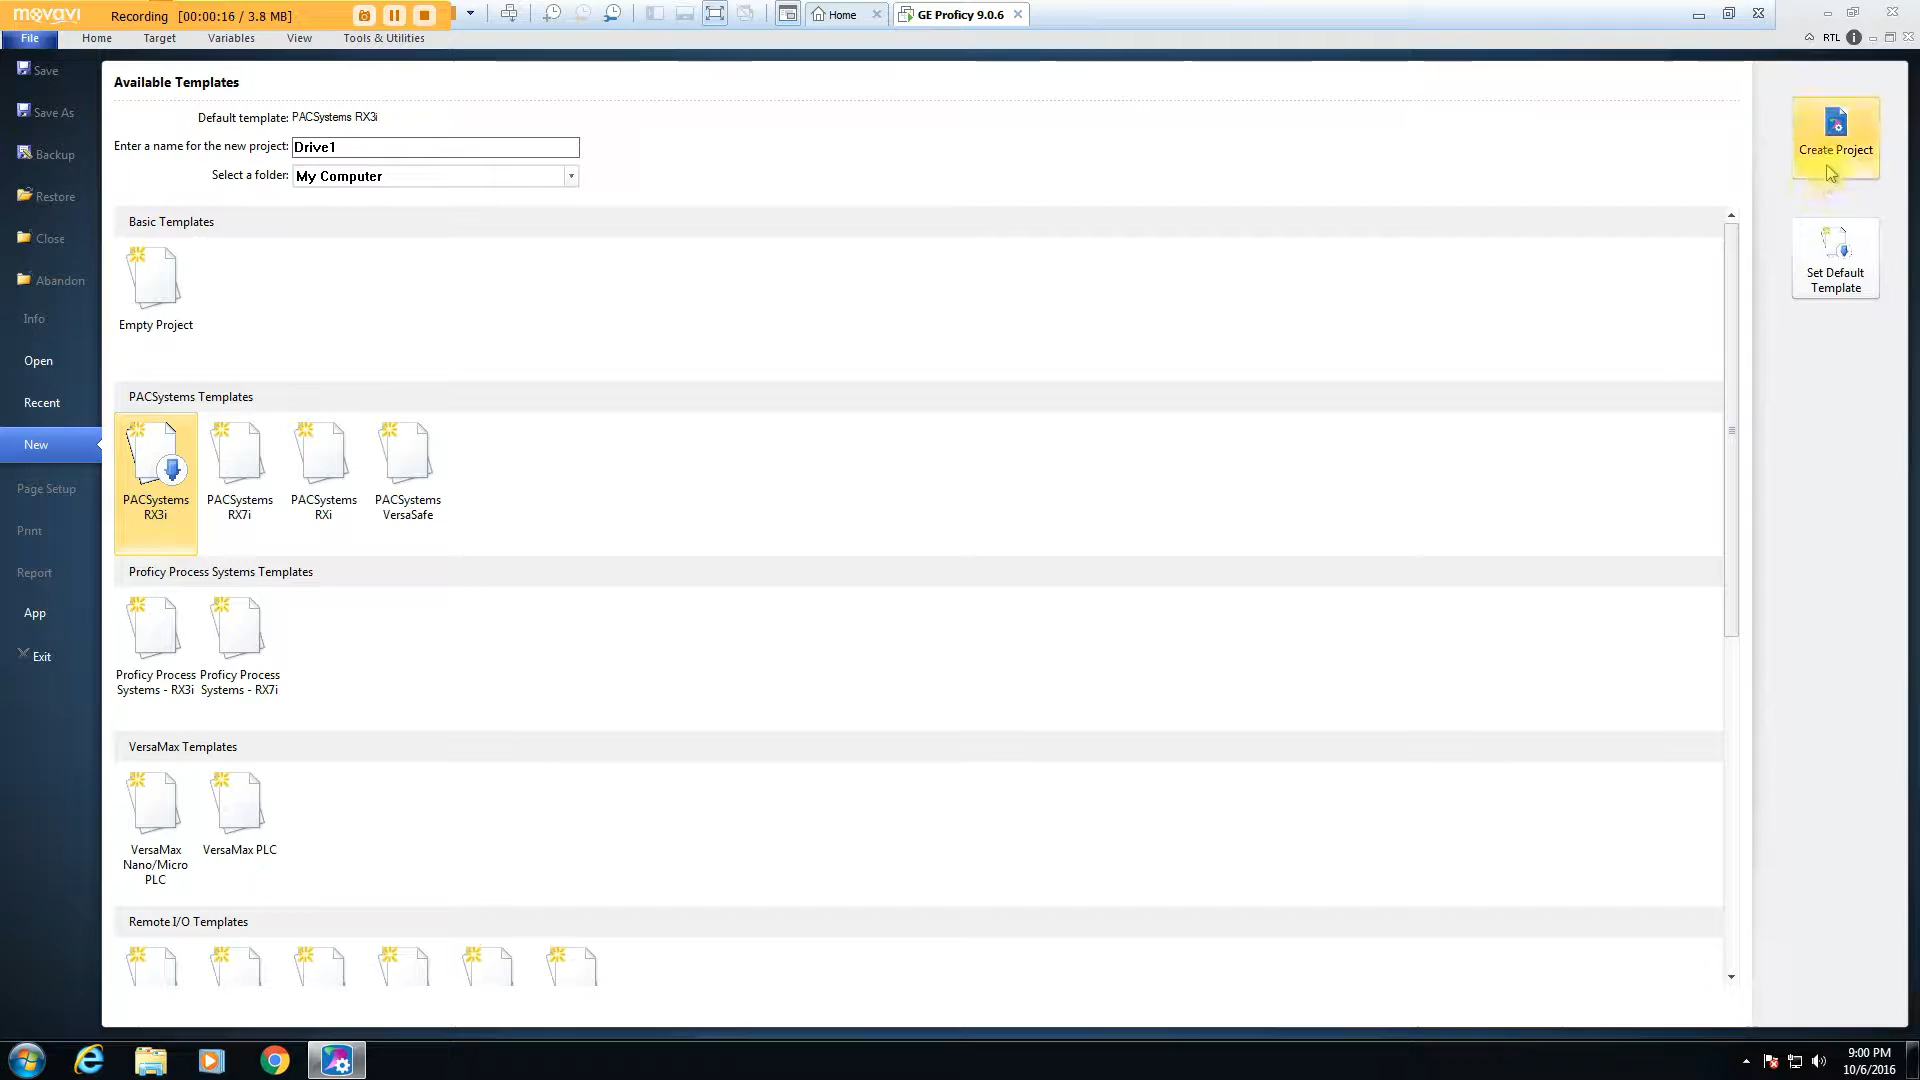 movavi
Recording [00:00:16 / 3.8 MB]
Home
GE Proficy 9.0.6
File
Home
Target
Variables
View
Tools & Utilities
RTL
Save
Save As
Backup
Restore
Close
Abandon
Info
Open
Recent
New
Page Setup
Print
Report
App
Exit
Available Templates
Default template: PACSystems RX3i
Enter a name for the new project: Drive1
Select a folder: My Computer
Basic Templates
Empty Project
PACSystems Templates
PACSystems
RX3i
PACSystems
RX7i
PACSystems
RXi
PACSystems
VersaSafe
Proficy Process Systems Templates
Proficy Process
Systems - RX3i
Proficy Process
Systems - RX7i
VersaMax Templates
VersaMax
Nano/Micro
PLC
VersaMax PLC
Remote I/O Templates
Create Project
Set Default
Template
9:00 PM
10/6/2016